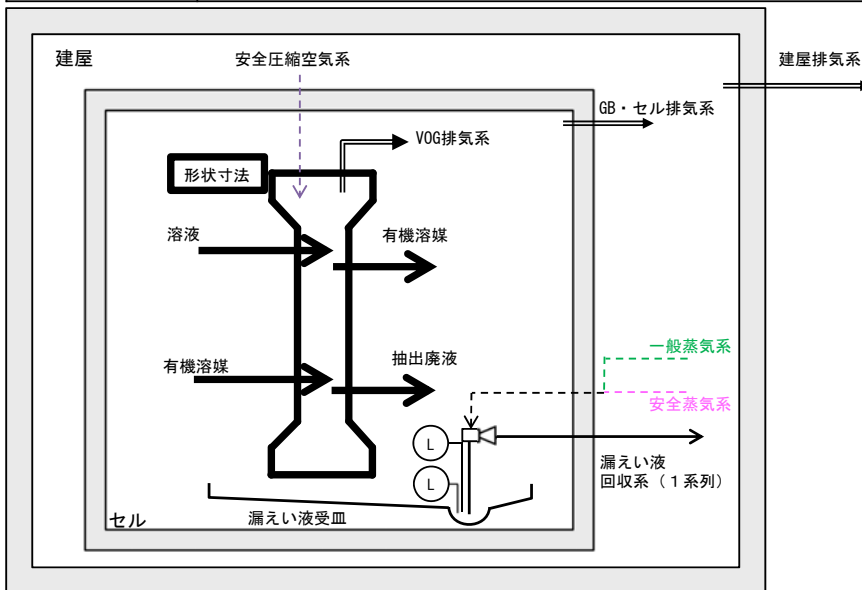 建屋
安全圧縮空気系
建屋排気系
GB・セル排気系
VOG排気系
形状寸法
溶液
有機溶媒
有機溶媒
抽出廃液
一般蒸気系
安全蒸気系
L
L
漏えい液
回収系（１系列）
漏えい液受皿
セル